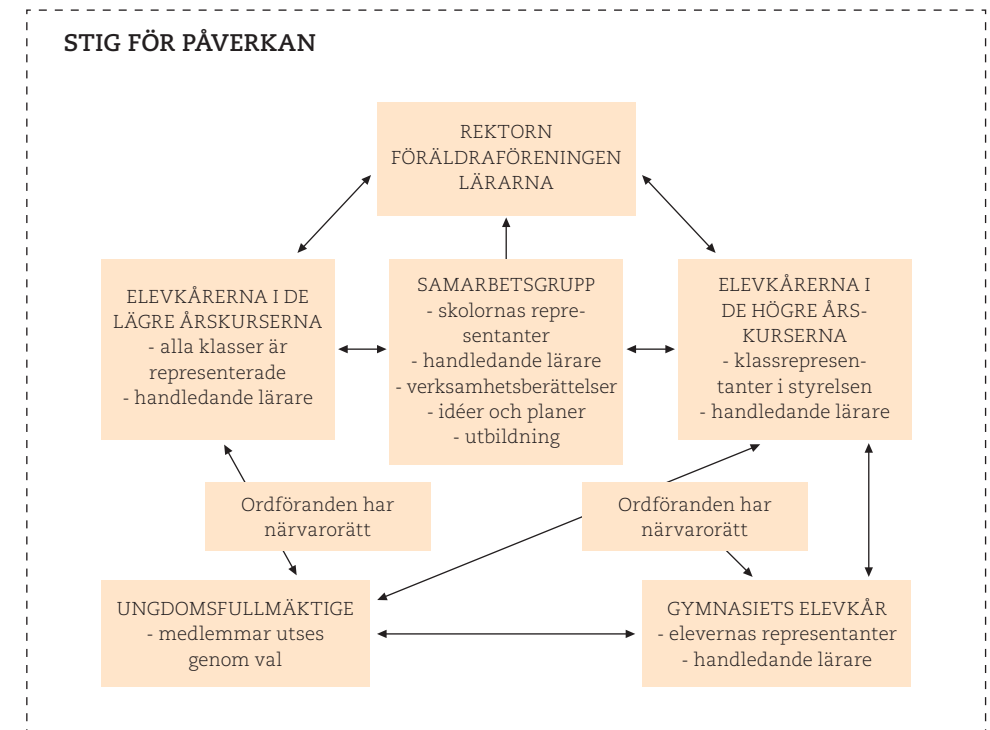 STIG FÖR PÅVERKAN
REKTORN
FÖRÄLDRAFÖRENINGEN
LÄRARNA
ELEVKÅRERNA I DE
LÄGRE ÅRSKURSERNA
- alla klasser är
representerade
- handledande lärare
SAMARBETSGRUPP
- skolornas repre-
sentanter
- handledande lärare
- verksamhetsberättelser
- idéer och planer
- utbildning
ELEVKÅRERNA I
DE HÖGRE ÅRS-
KURSERNA
- klassrepresen-
tanter i styrelsen
- handledande lärare
Ordföranden har
närvarorätt
Ordföranden har
närvarorätt
UNGDOMSFULLMÄKTIGE
- medlemmar utses
genom val
GYMNASIETS ELEVKÅR
- elevernas representanter
- handledande lärare